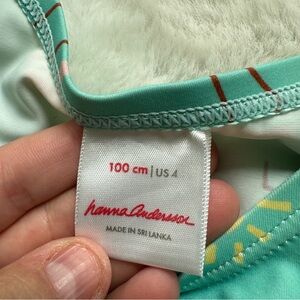 100 cm | US 4
hanna Andersson
MADE IN SRI LANKA